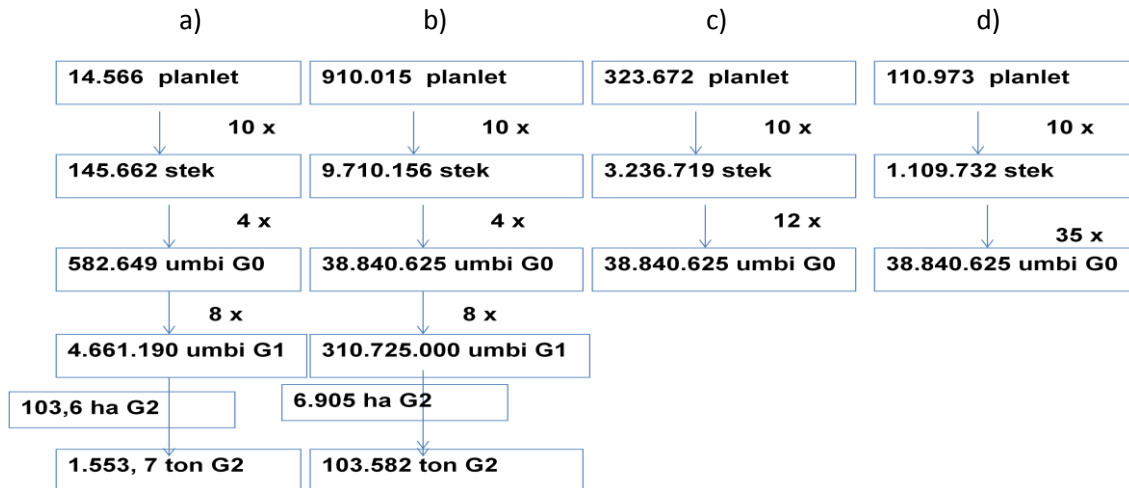 a)
b)
c)
d)
14.566 planlet
910.015 planlet
323.672 planlet
110.973 planlet
10 x
10 x
10 x
10 x
145.662 stek
9.710.156 stek
3.236.719 stek
1.109.732 stek
4 x
4 x
12 x
35 x
582.649 umbi G0
38.840.625 umbi G0
38.840.625 umbi G0
38.840.625 umbi G0
8 x
8 x
4.661.190 umbi G1
310.725.000 umbi G1
103,6 ha G2
6.905 ha G2
1.553, 7 ton G2
103.582 ton G2